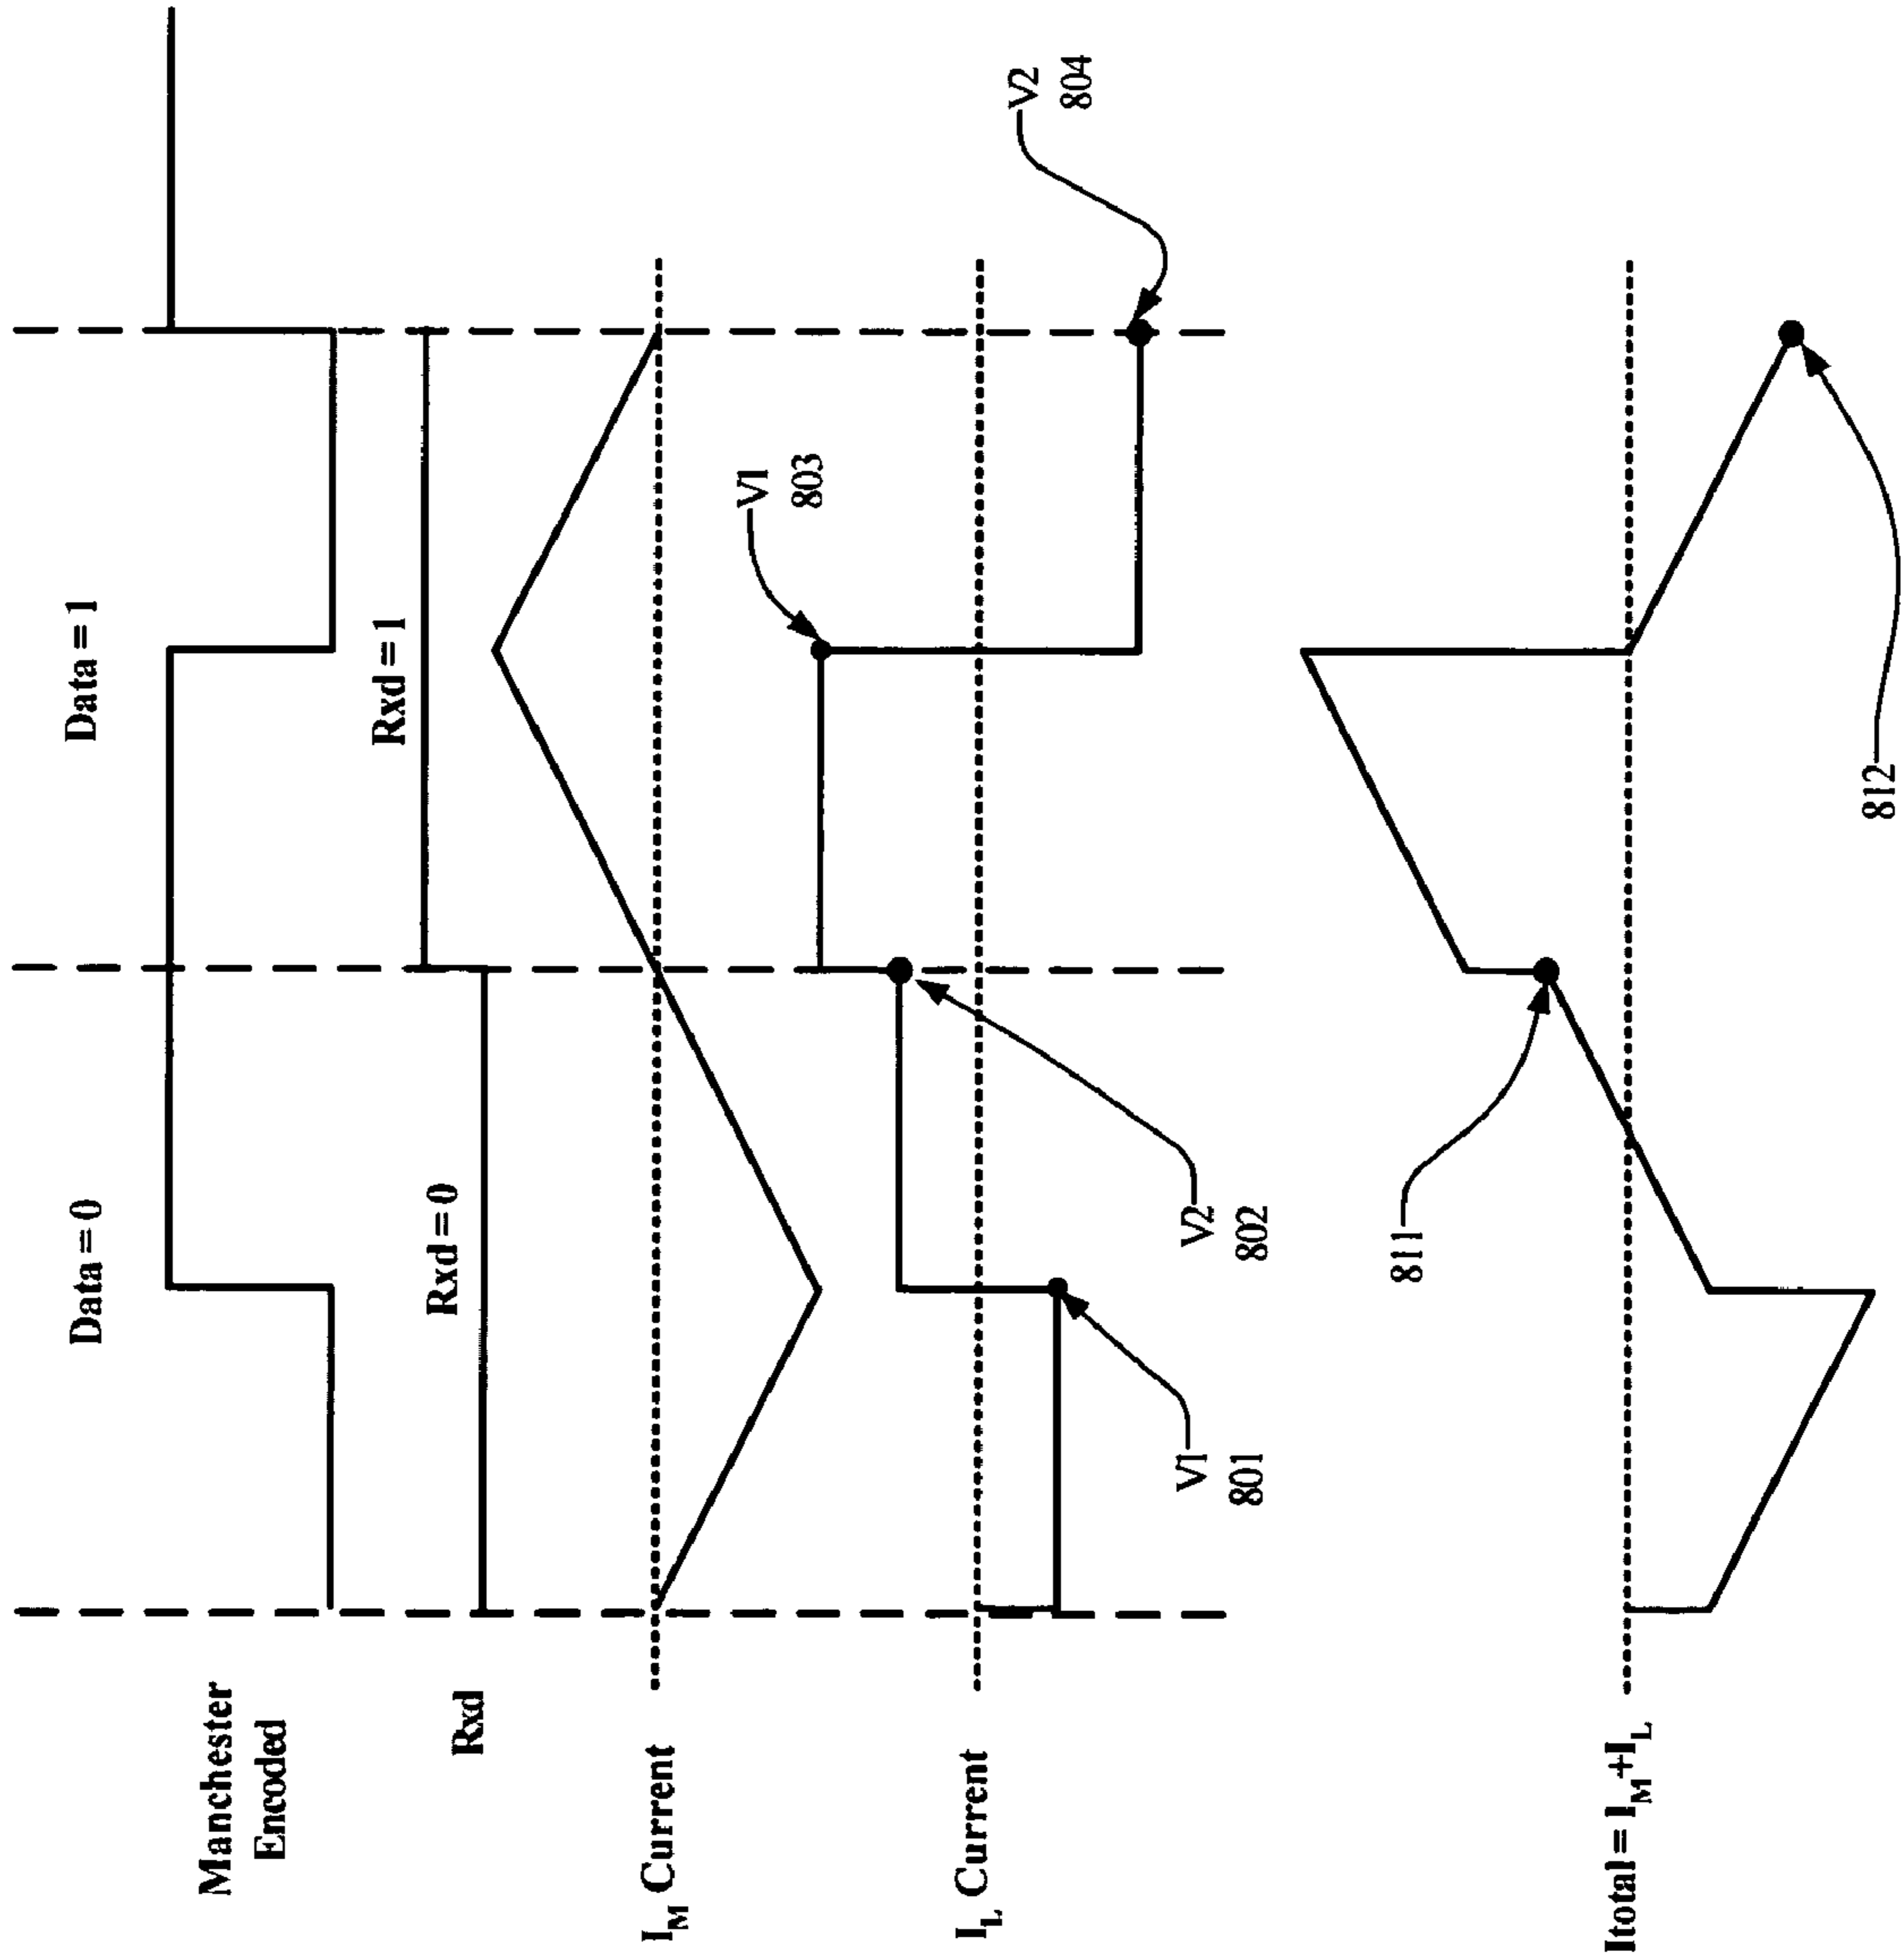 Data = 0
Data = 1
Manchester
Encoded
Rxd
Rxd = 0
Rxd = 1
I_M Current
V1
803
V2
804
I_L Current
V1
801
V2
802
811
Itotal = I_M+I_L
812